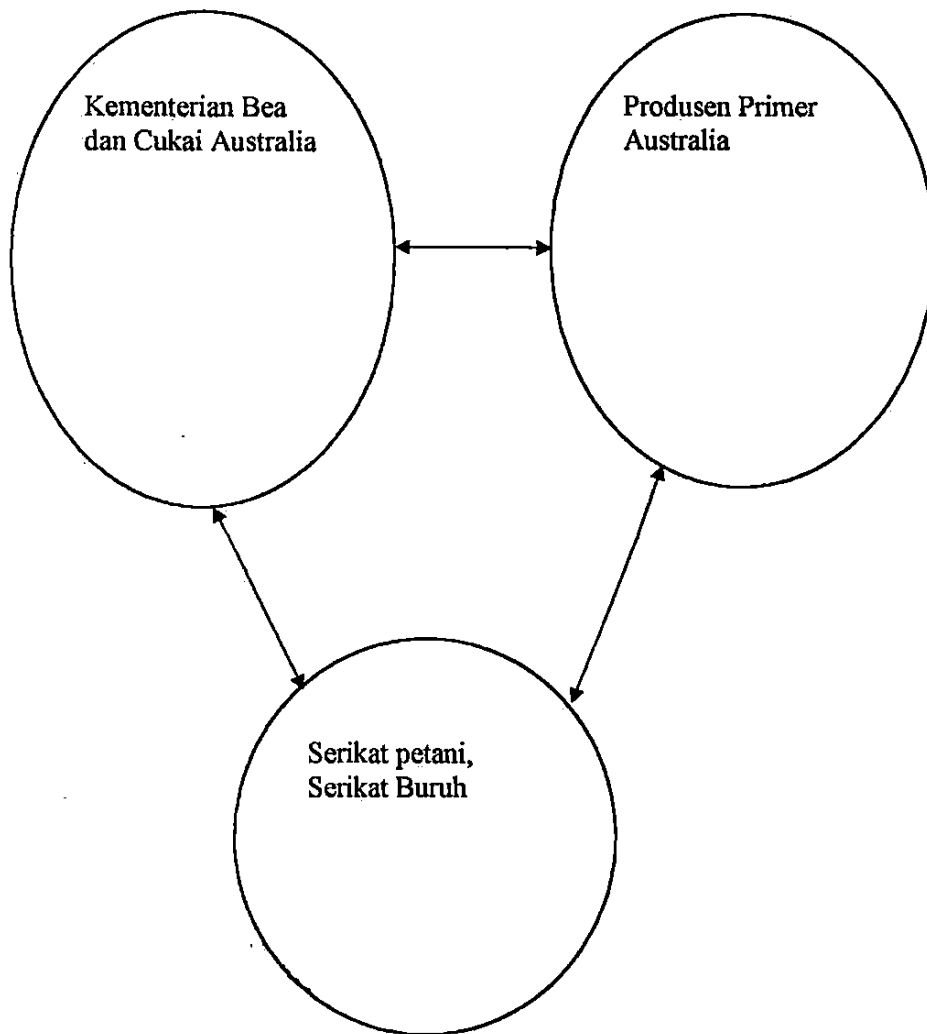 Kementerian Bea
dan Cukai Australia
Produsen Primer
Australia
Serikat petani,
Serikat Buruh